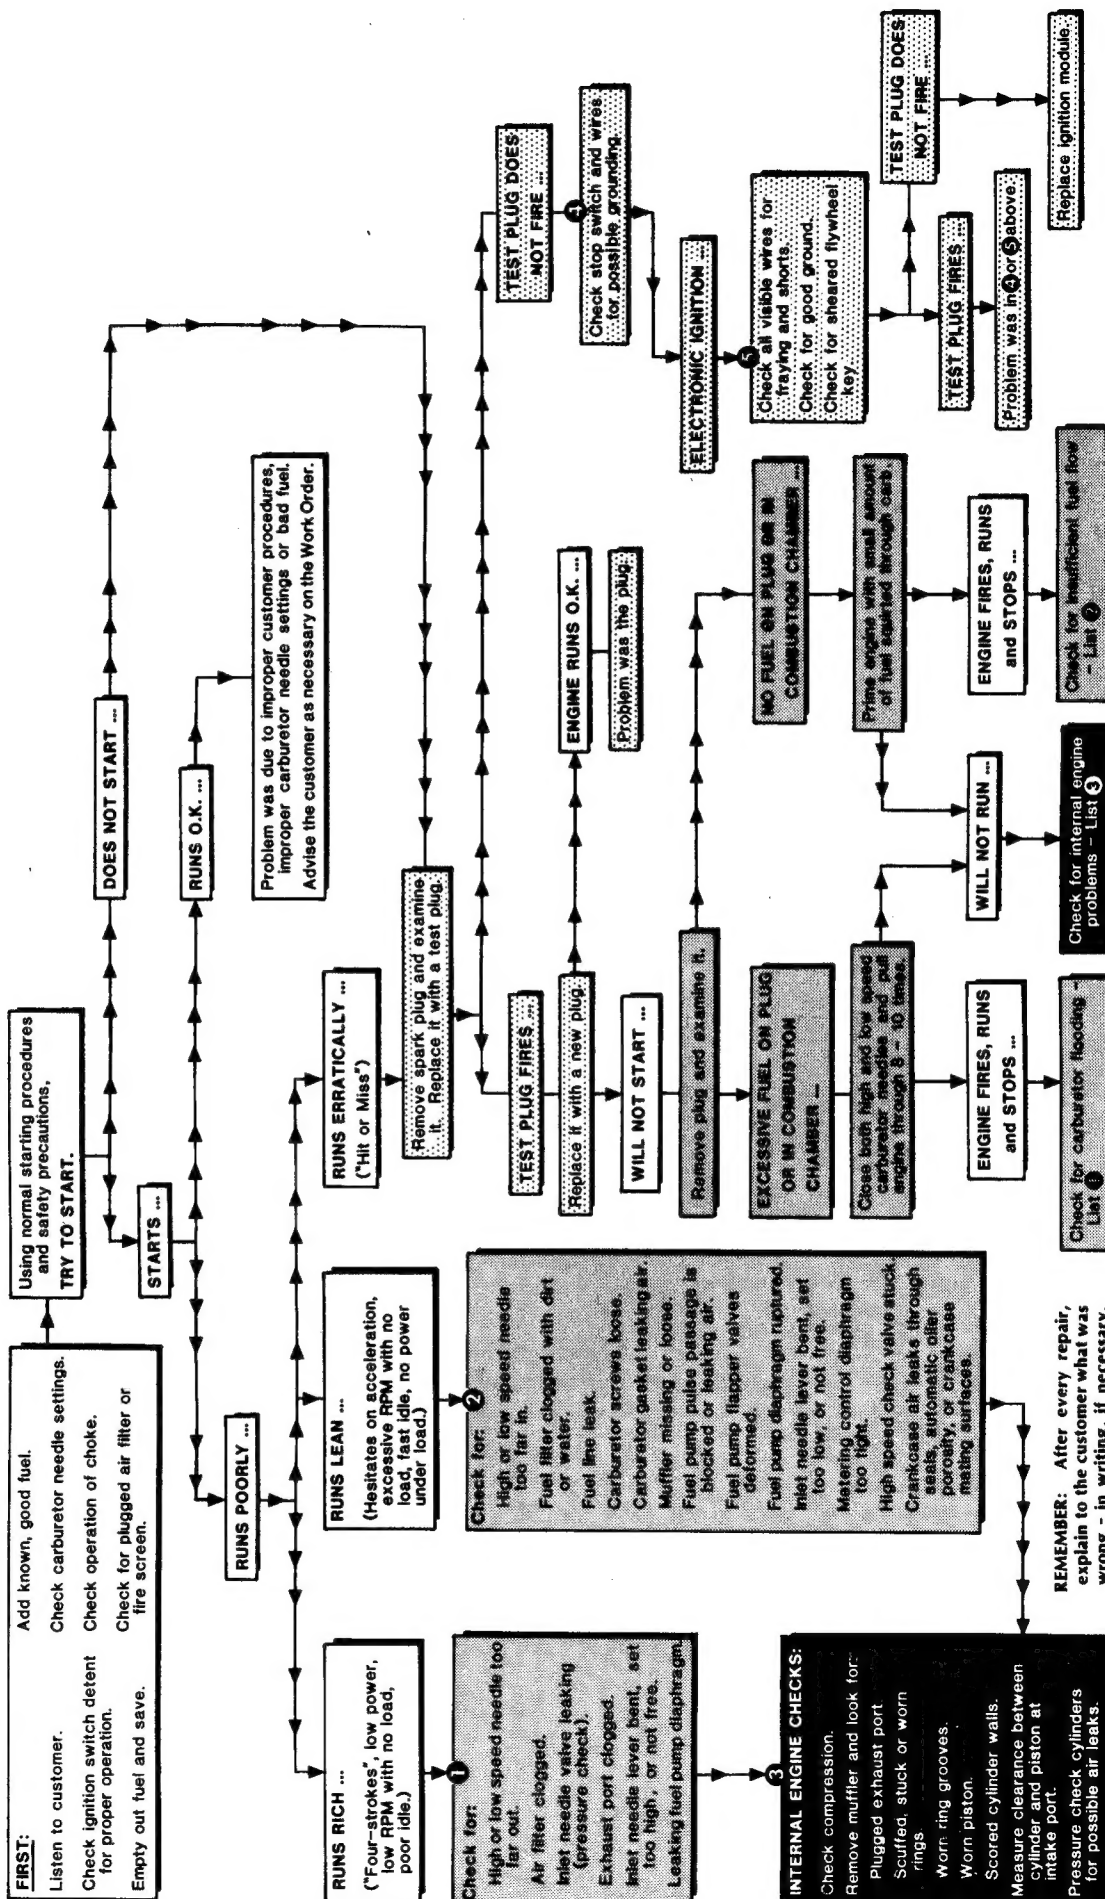 FIRST:
Listen to customer.
Check ignition switch detent
for proper operation.
Empty out fuel and save.
Add known, good fuel.
Check carburetor needle settings.
Check operation of choke.
Check for plugged air filter or
fire screen.
Using normal starting procedures
and safety precautions,
TRY TO START.
STARTS ...
DOES NOT START ...
RUNS POORLY ...
RUNS O.K. ...
Problem was due to improper customer procedures,
improper carburetor needle settings or bad fuel.
Advise the customer as necessary on the Work Order.
RUNS RICH ...
("Four-strokes", low power,
low RPM with no load,
poor idle.)
RUNS LEAN ...
(Hesitates on acceleration,
excessive RPM with no
load, fast idle, no power
under load.)
RUNS ERRATICALLY ...
("Hit or Miss")
1
Check for:
High or low speed needle too
far out.
Air filter clogged.
Inlet needle valve leaking
(pressure check).
Exhaust port clogged.
Inlet needle lever bent, set
too high, or not free.
Leaking fuel pump diaphragm.
2
Check for:
High or low speed needle
too far in.
Fuel filter clogged with dirt
or water.
Fuel line leak.
Carburetor screws loose.
Carburetor gasket leaking air.
Muffler missing or loose.
Fuel pump pulse passage is
blocked or leaking air.
Fuel pump flapper valves
deformed.
Fuel pump diaphragm ruptured.
Inlet needle lever bent, set
too low, or not free.
Metering control diaphragm
too tight.
High speed check valve stuck.
Crankcase air leaks through
seals, automatic oiler
porosity, or crankcase
mating surfaces.
3
INTERNAL ENGINE CHECKS:
Check compression.
Remove muffler and look for:
Plugged exhaust port.
Scuffed, stuck or worn
rings.
Worn ring grooves.
Worn piston.
Scored cylinder walls.
Measure clearance between
cylinder and piston at
intake port.
Pressure check cylinders
for possible air leaks.
REMEMBER: After every repair,
explain to the customer what was
wrong - in writing, if necessary.
Remove spark plug and examine
it. Replace it with a test plug.
TEST PLUG FIRES ...
TEST PLUG DOES
NOT FIRE ...
Replace it with a new plug.
ENGINE RUNS O.K. ...
Problem was the plug.
WILL NOT START ...
Remove plug and examine it.
EXCESSIVE FUEL ON PLUG
OR IN COMBUSTION
CHAMBER ...
NO FUEL ON PLUG OR IN
COMBUSTION CHAMBER ...
Close both high and low speed
carburetor needles and pull
engine through 8 - 10 times.
Prime engine with small amount
of fuel squirted through carb.
ENGINE FIRES, RUNS
and STOPS ...
WILL NOT RUN ...
ENGINE FIRES, RUNS
and STOPS ...
Check for carburetor flooding -
List 1
Check for internal engine
problems - List 3
Check for insufficient fuel flow
- List 2
4
Check stop switch and wires
for possible grounding.
ELECTRONIC IGNITION ...
5
Check all visible wires for
fraying and shorts.
Check for good ground.
Check for sheared flywheel
key.
TEST PLUG FIRES ...
TEST PLUG DOES
NOT FIRE ...
Problem was in 4 or 5 above.
Replace ignition module.